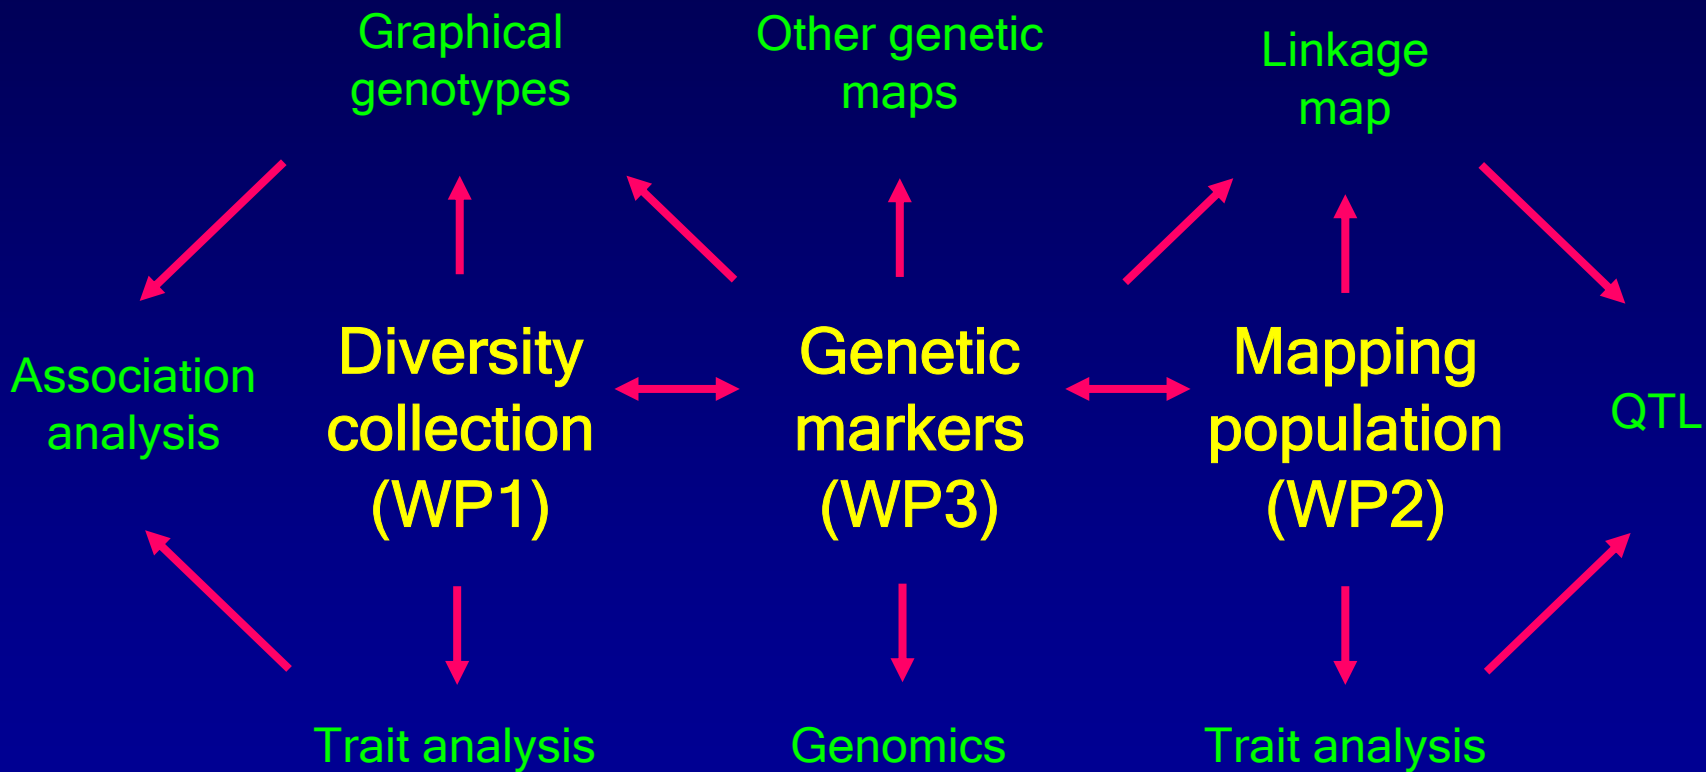 Graphical
genotypes
Other genetic
maps
Linkage
map
Association
analysis
Diversity
collection
(WP1)
Genetic
markers
(WP3)
Mapping
population
(WP2)
QTL
Trait analysis
Genomics
Trait analysis